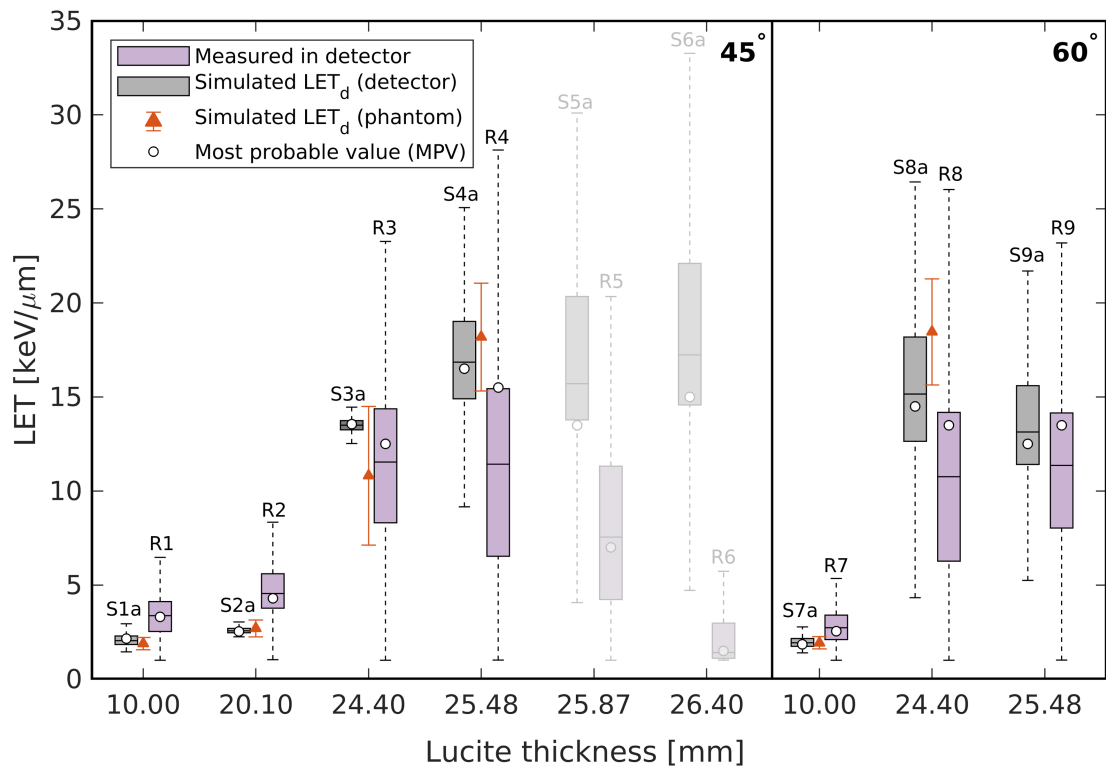 45°
60°
Measured in detector
Simulated LET_d (detector)
Simulated LET_d (phantom)
Most probable value (MPV)
LET [keV/μm]
35
30
25
20
15
10
5
0
S1a
R1
S2a
R2
S3a
R3
S4a
R4
S5a
R5
S6a
R6
S7a
R7
S8a
R8
S9a
R9
10.00 20.10 24.40 25.48 25.87 26.40 10.00 24.40 25.48
Lucite thickness [mm]